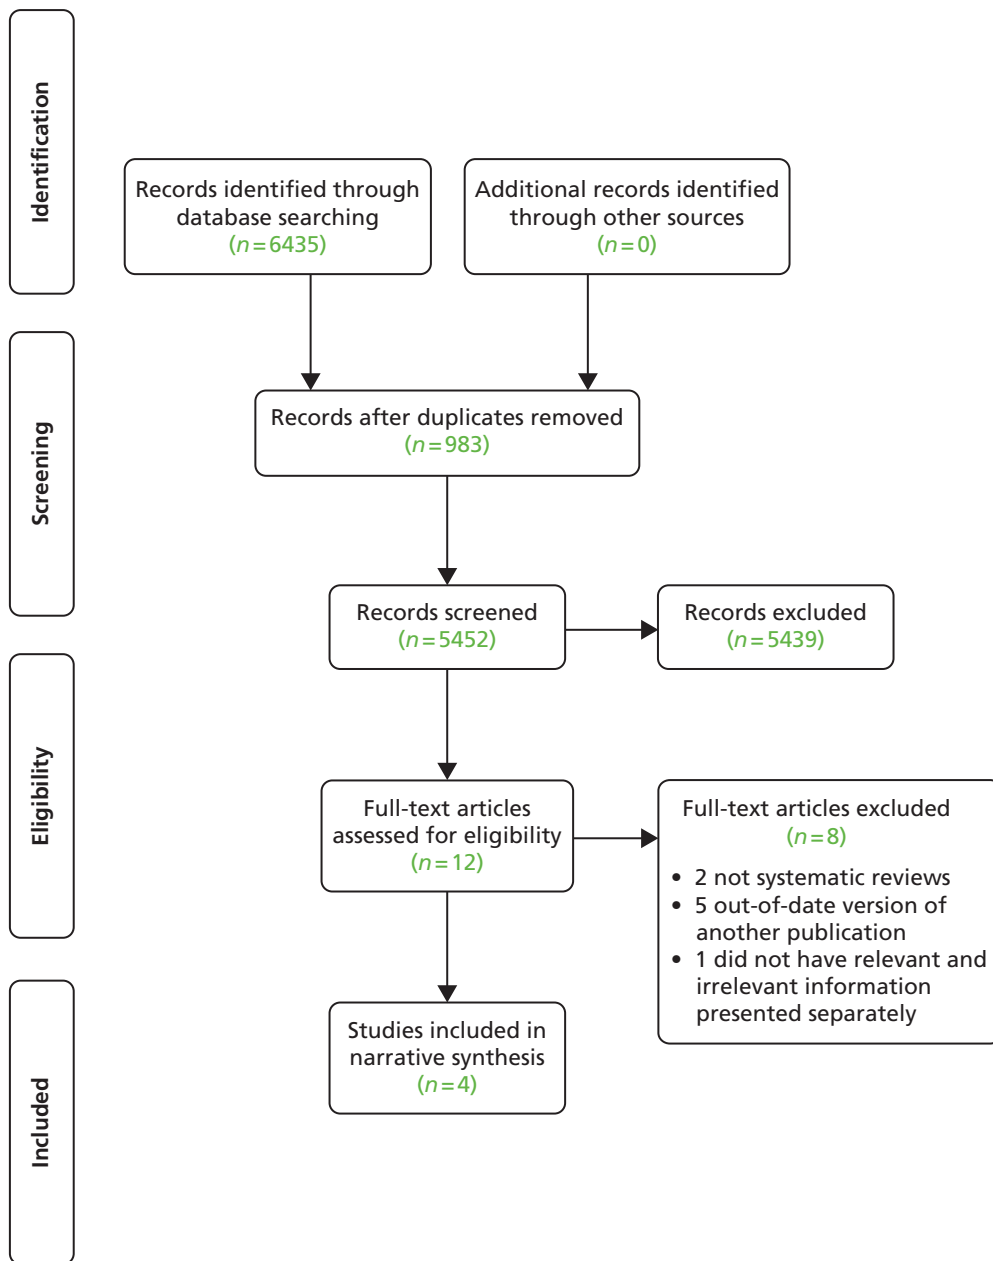 Identification
Records identified through
database searching
(n=6435)
Additional records identified
through other sources
(n=0)
Screening
Records after duplicates removed
(n=983)
Records screened
(n=5452)
Records excluded
(n=5439)
Eligibility
Full-text articles
assessed for eligibility
(n=12)
Full-text articles excluded
(n=8)
• 2 not systematic reviews
• 5 out-of-date version of
another publication
• 1 did not have relevant and
irrelevant information
presented separately
Included
Studies included in
narrative synthesis
(n=4)